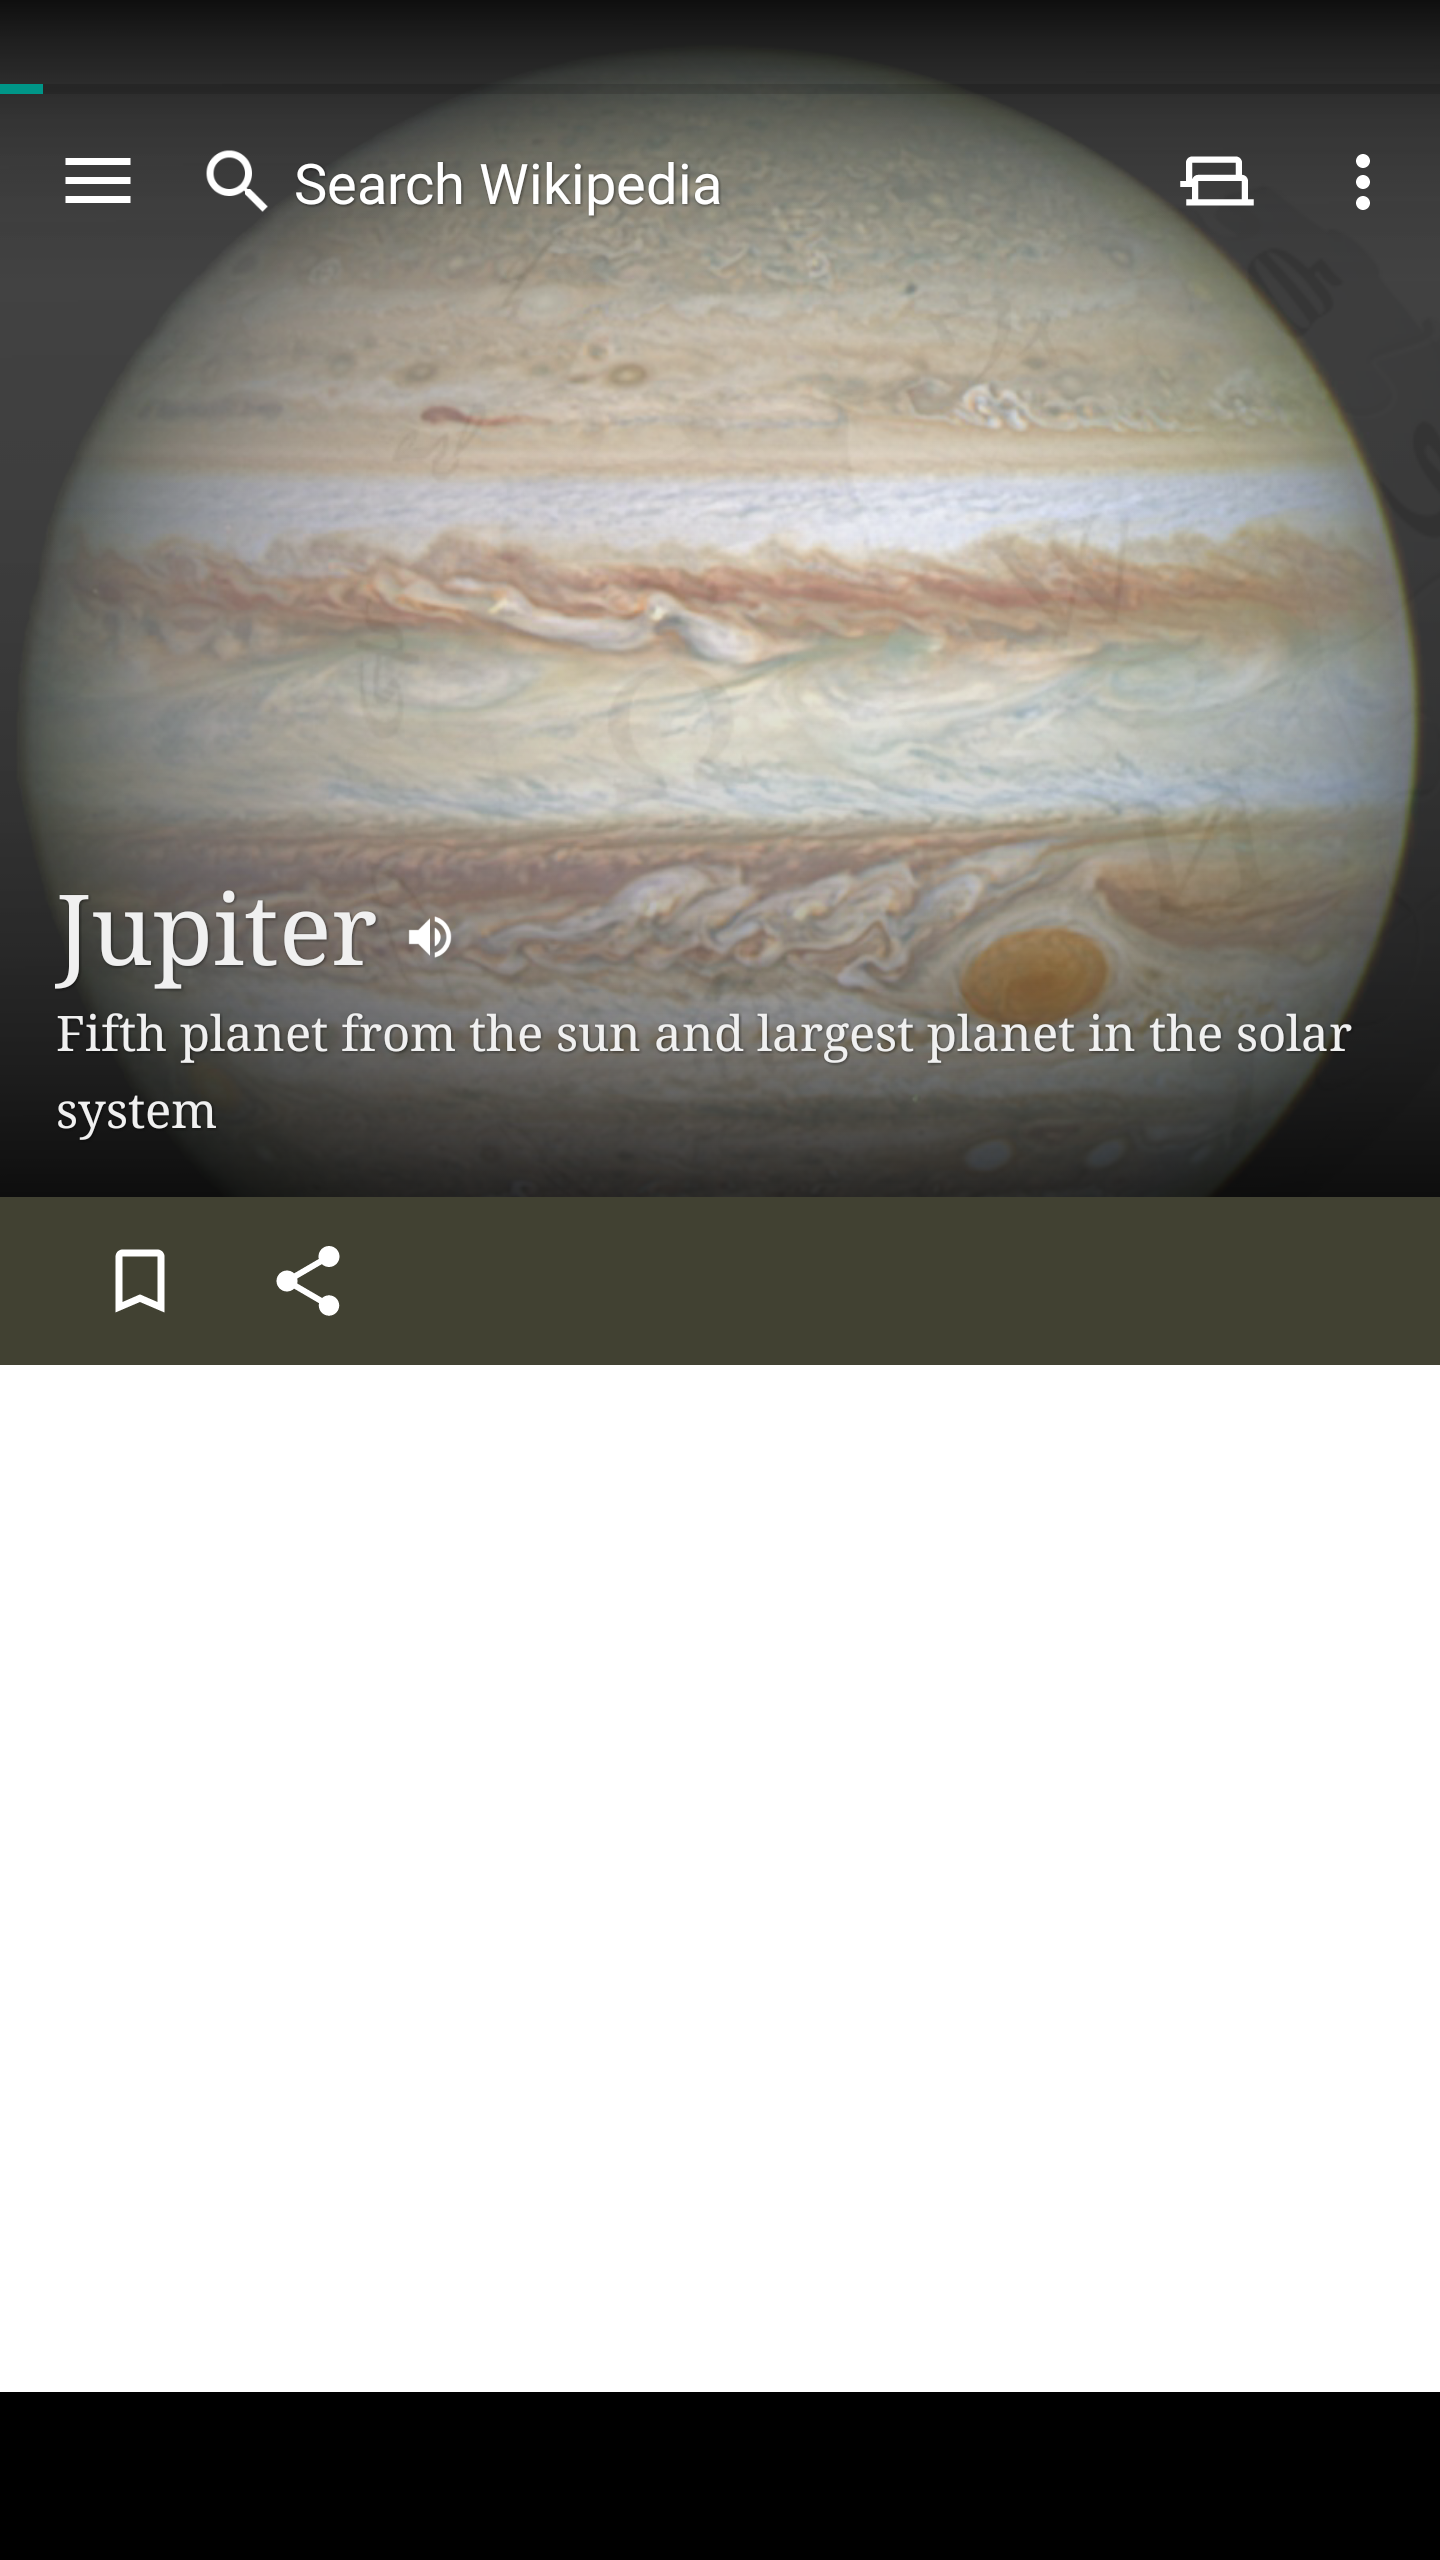 Search Wikipedia
Jupiter
Fifth planet from the sun and largest planet in the solar
system